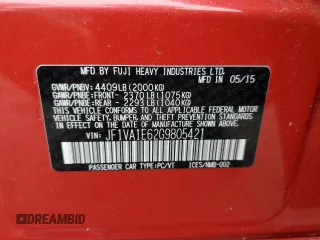 MFD BY FUJI HEAVY INDUSTRIES LTD. 05/15
GVWR/PNBV: 4409LB(2000KG)
GAWR/PNBE:FRONT- 2370LB(1075KG)
GAWR/PNBE:REAR - 2293LB(1040KG)
THIS VEHICLE CONFORMS TO ALL APPLICABLE FEDERAL
MOTOR VEHICLE SAFETY, BUMPER, AND THEFT PREVENTION
STANDARDS IN EFFECT ON THE DATE OF MANUFACTURE
SHOWN ABOVE.
VIN: JF1VA1E62G9805421
PASSENGER CAR TYPE:PC/VT ICES/NMB-002
DREAMBID